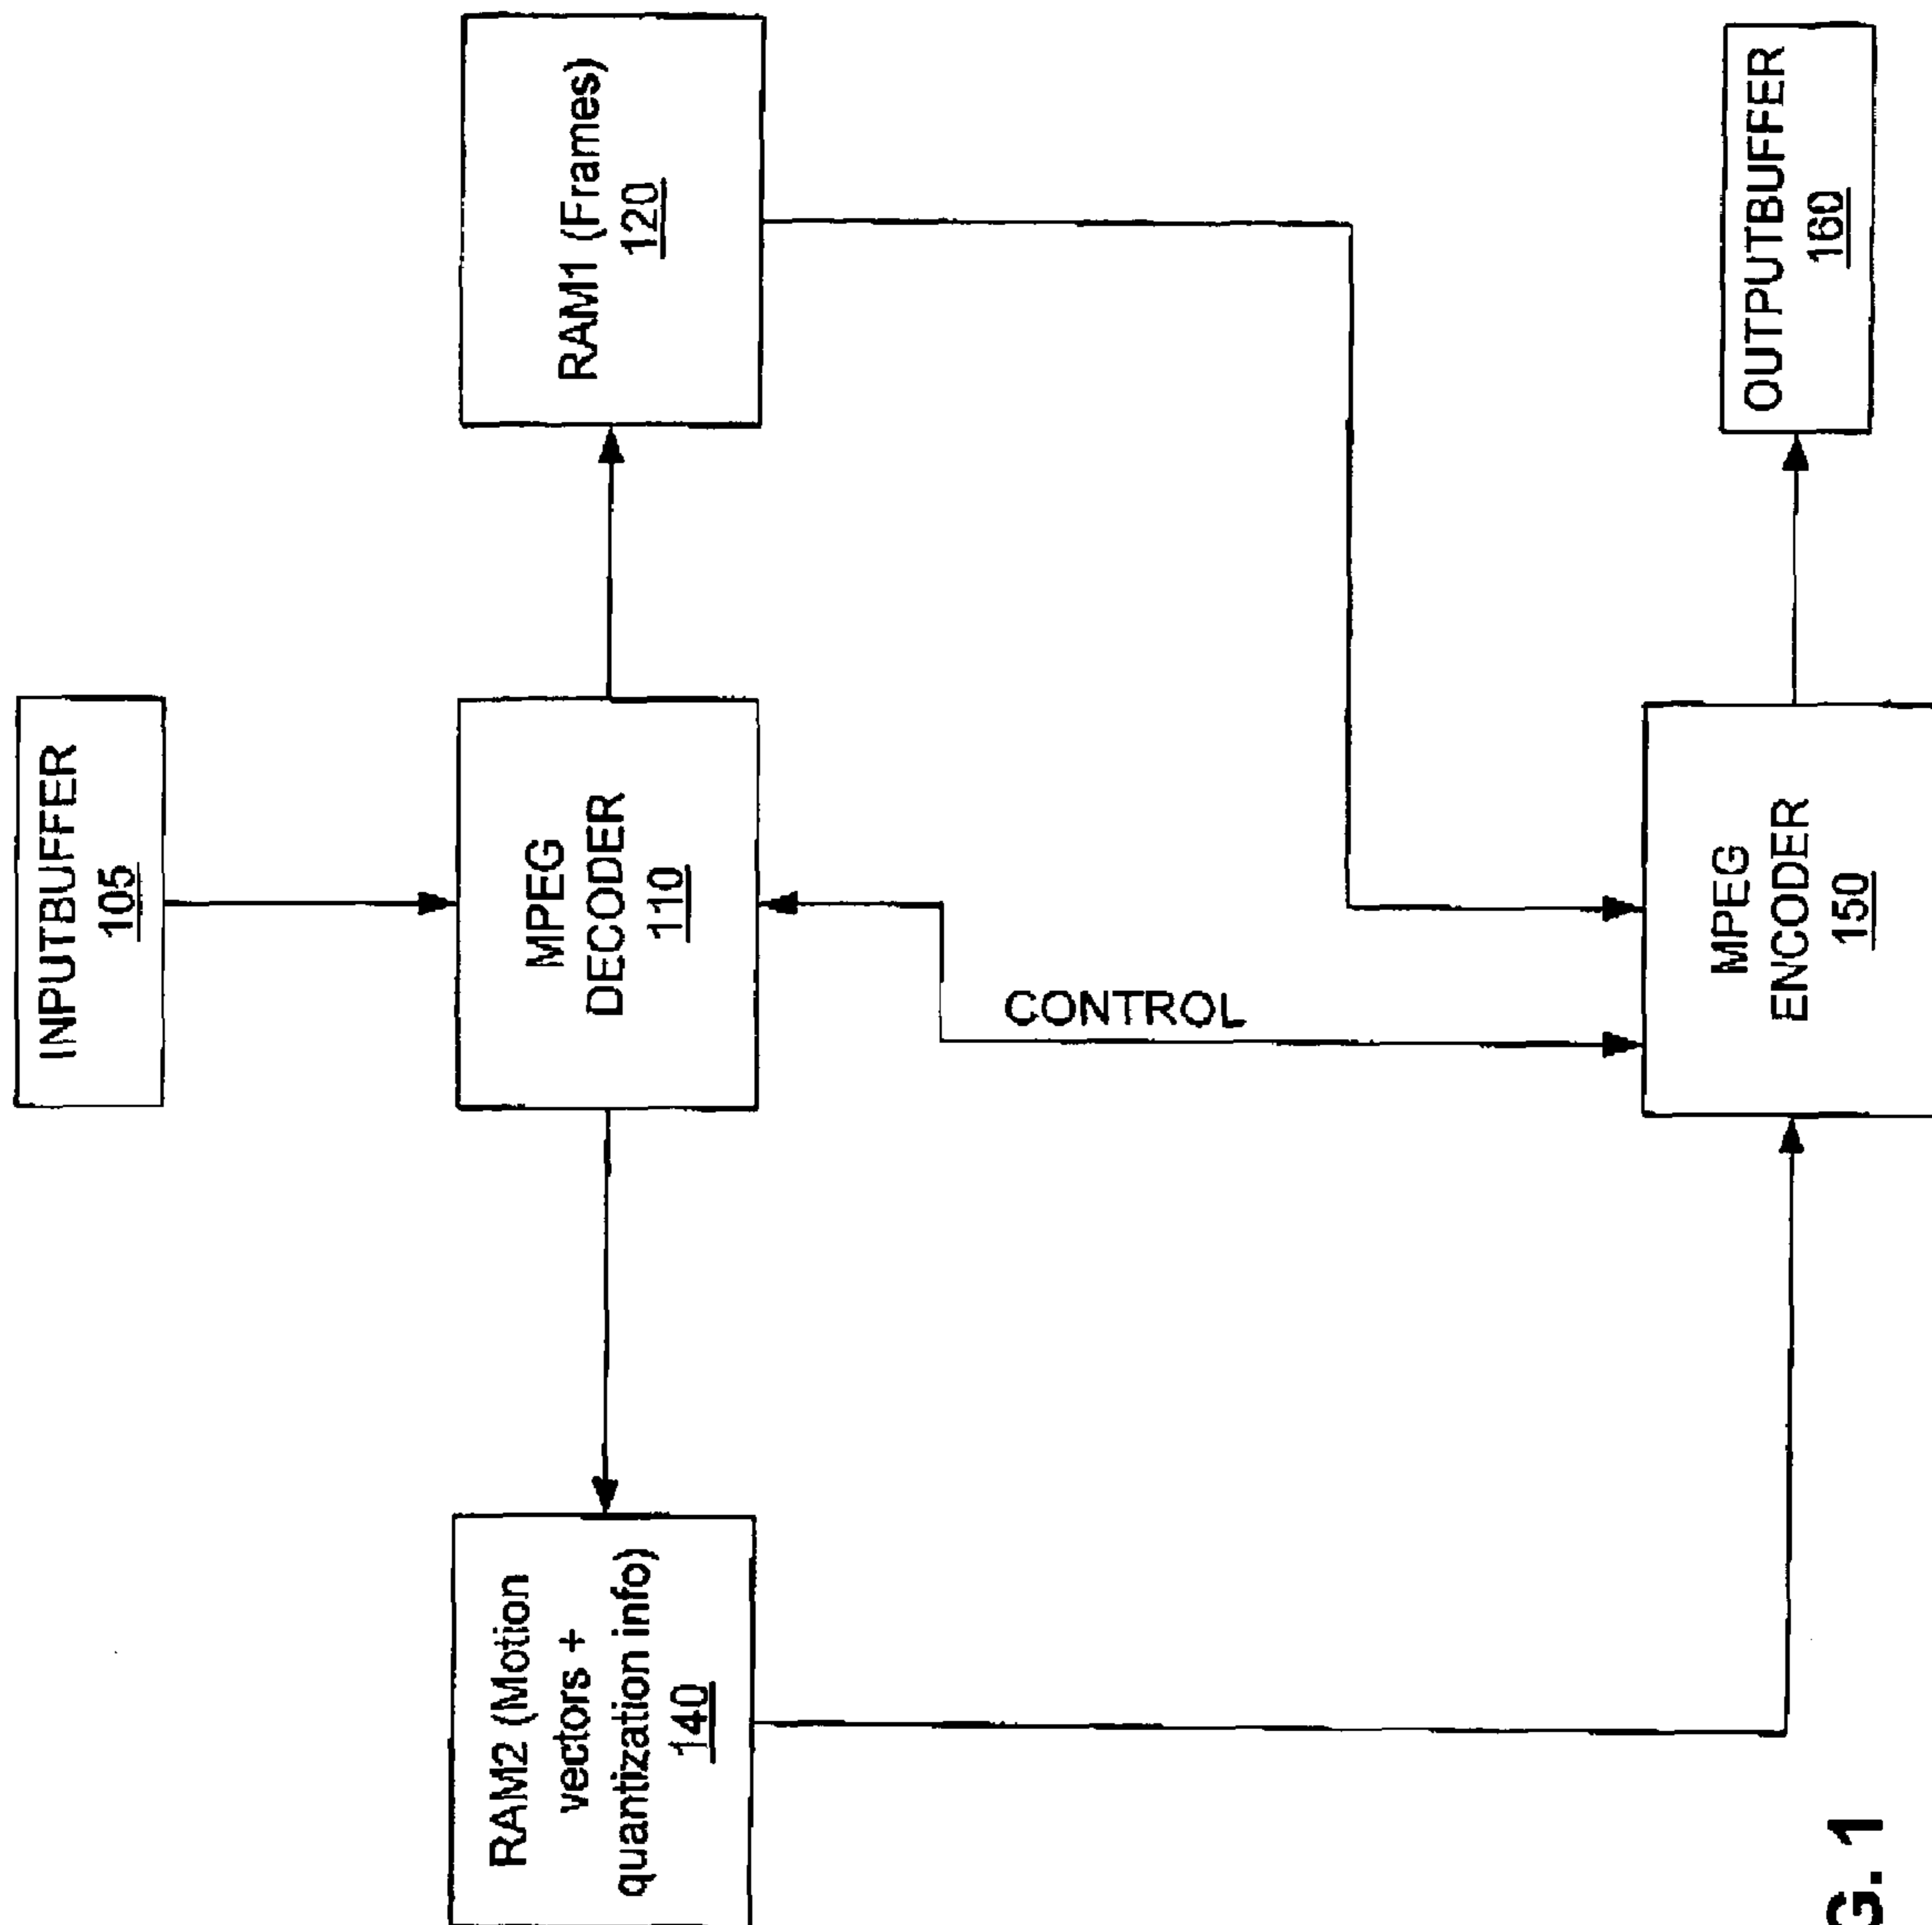 INPUTBUFFER
105
RAM2 (Motion
vectors +
quantization info)
140
MPEG
DECODER
110
RAM1 (Frames)
120
CONTROL
MPEG
ENCODER
150
OUTPUTBUFFER
160
G. 1